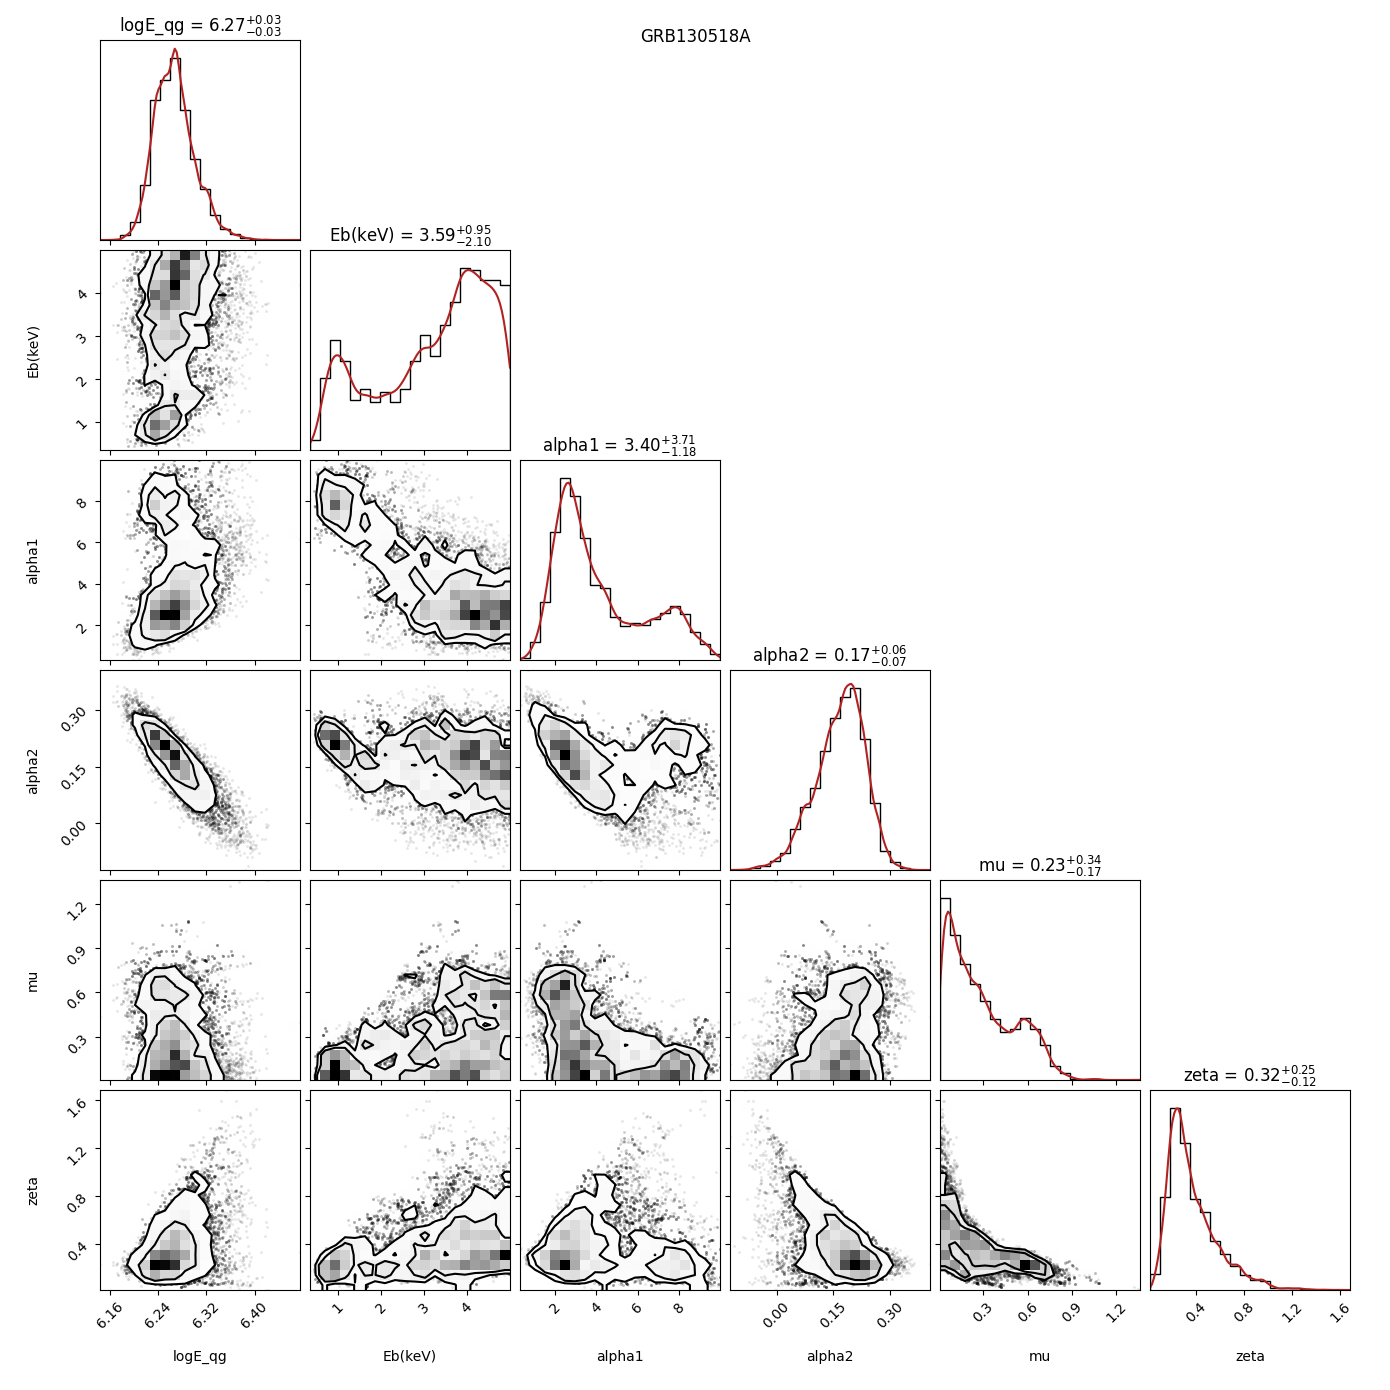 logE_qg = 6.27+0.03−0.03
GRB130518A
Eb(keV) = 3.59+0.95−2.10
4
3
2
1
Eb(keV)
alpha1 = 3.40+3.71−1.18
8
6
4
2
alpha1
alpha2 = 0.17+0.06−0.07
0.30
0.15
0.00
alpha2
mu = 0.23+0.34−0.17
1.2
0.9
0.6
0.3
mu
zeta = 0.32+0.25−0.12
1.6
1.2
0.8
0.4
zeta
6.16 6.24 6.32 6.40 1 2 3 4 2 4 6 8 0.00 0.15 0.30 0.3 0.6 0.9 1.2 0.4 0.8 1.2 1.6
logE_qg Eb(keV) alpha1 alpha2 mu zeta